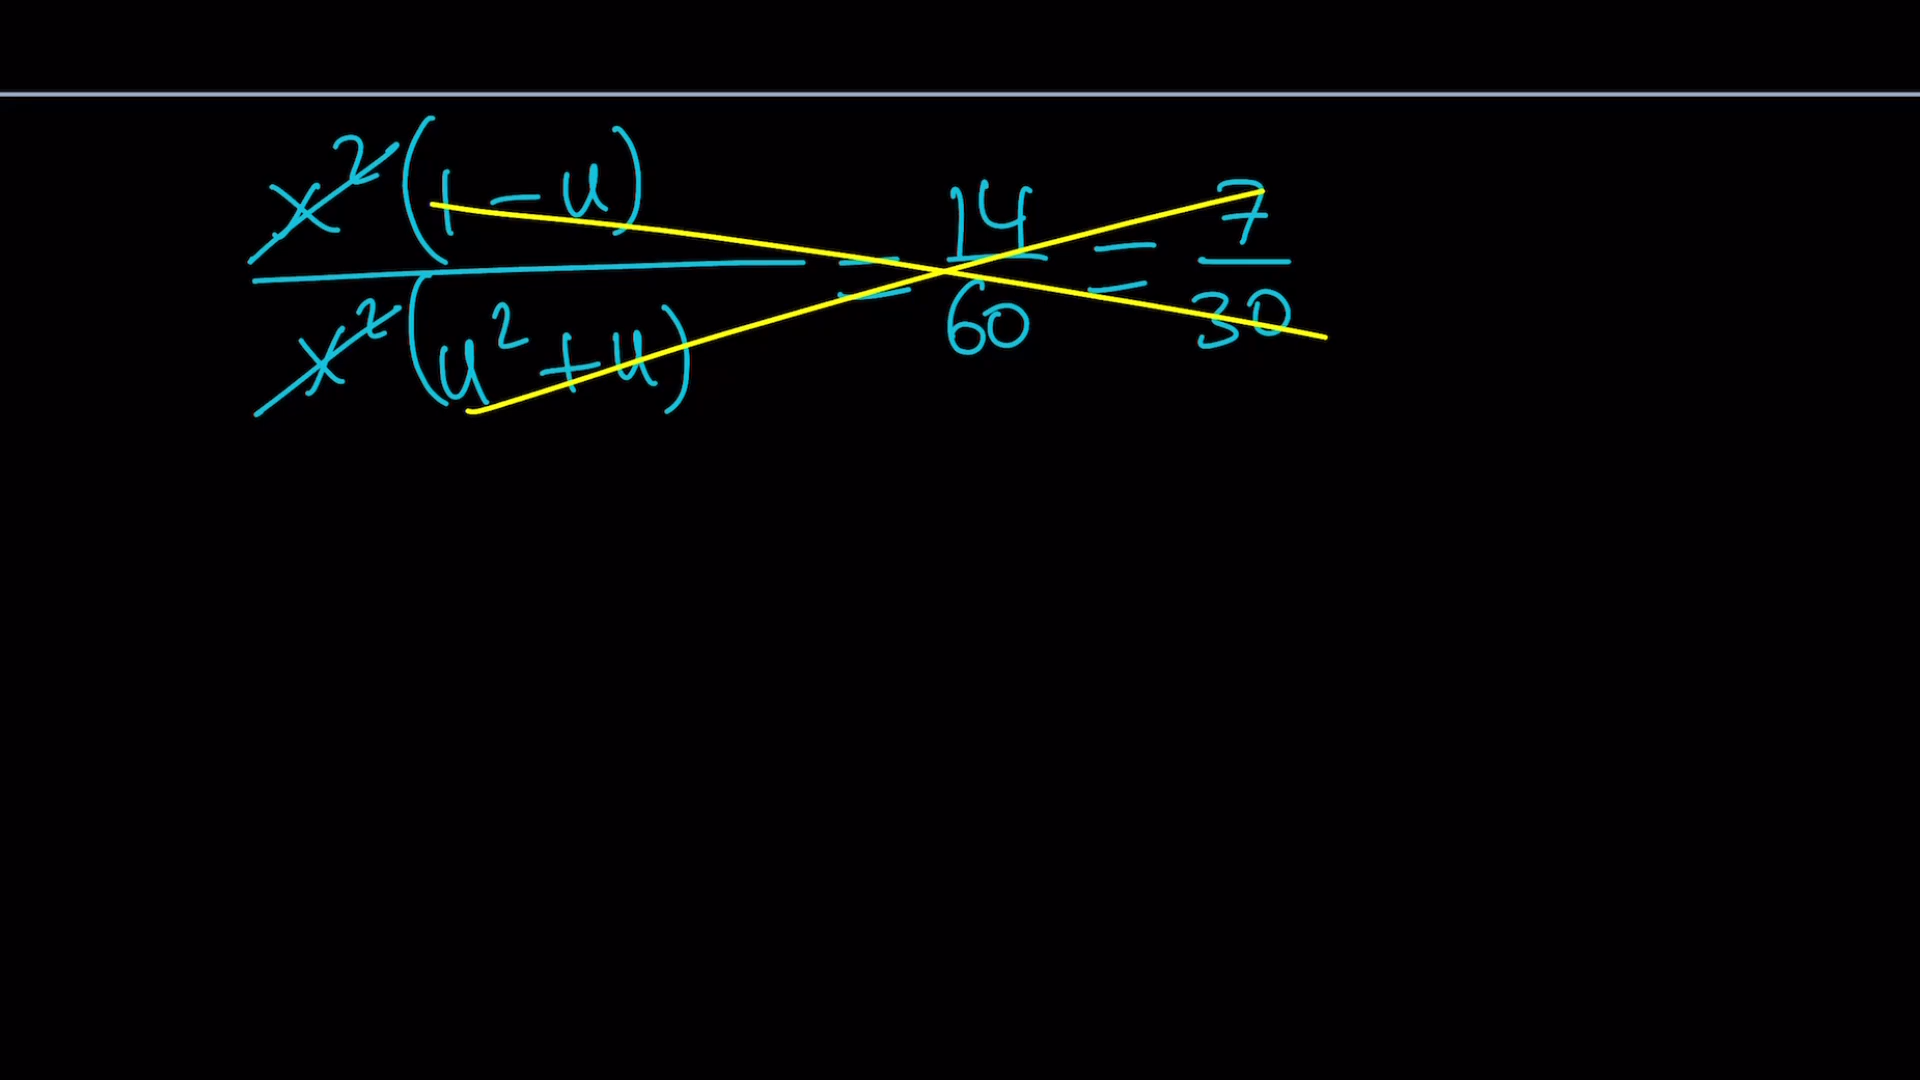 x²(1-u) / x²(u²+u) = 14/60 = 7/30